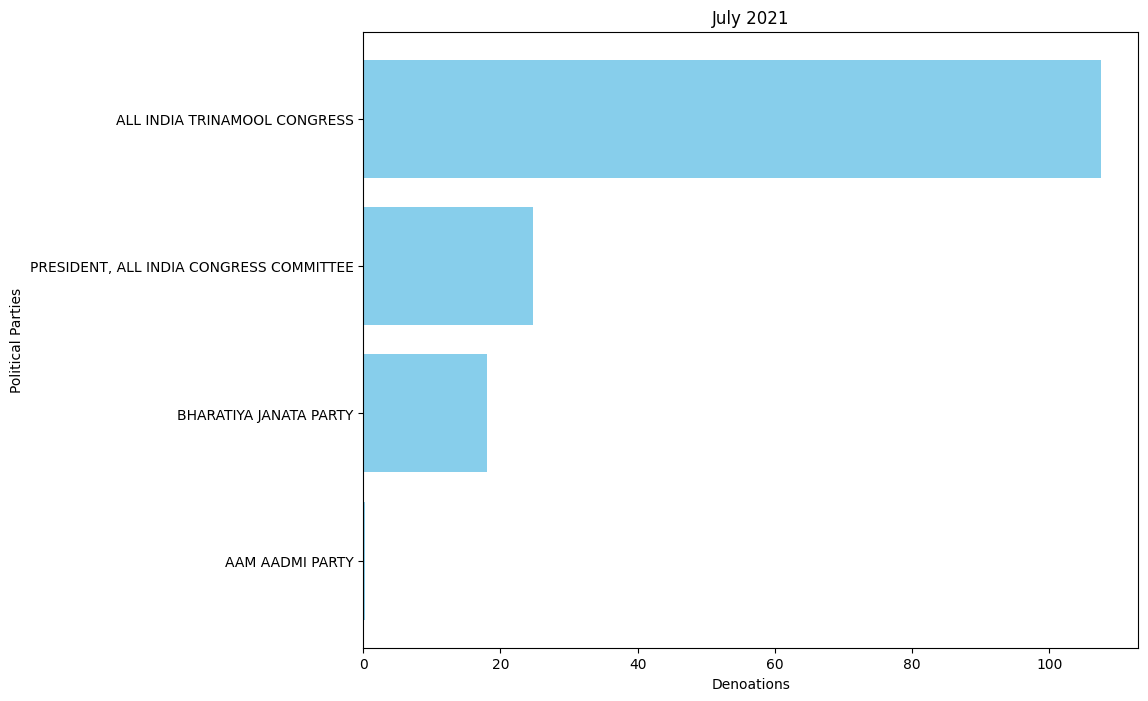 July 2021
Political Parties
ALL INDIA TRINAMOOL CONGRESS
PRESIDENT, ALL INDIA CONGRESS COMMITTEE
BHARATIYA JANATA PARTY
AAM AADMI PARTY
0 20 40 60 80 100
Denoations